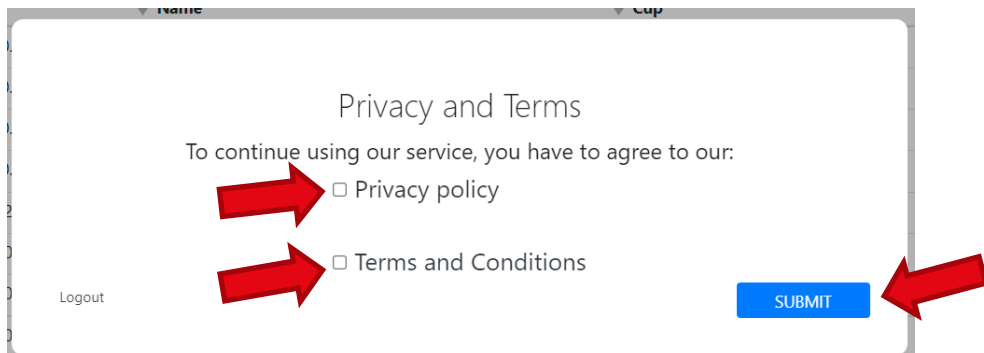 Name Cup
Privacy and Terms
To continue using our service, you have to agree to our:
Privacy policy
Terms and Conditions
Logout
SUBMIT